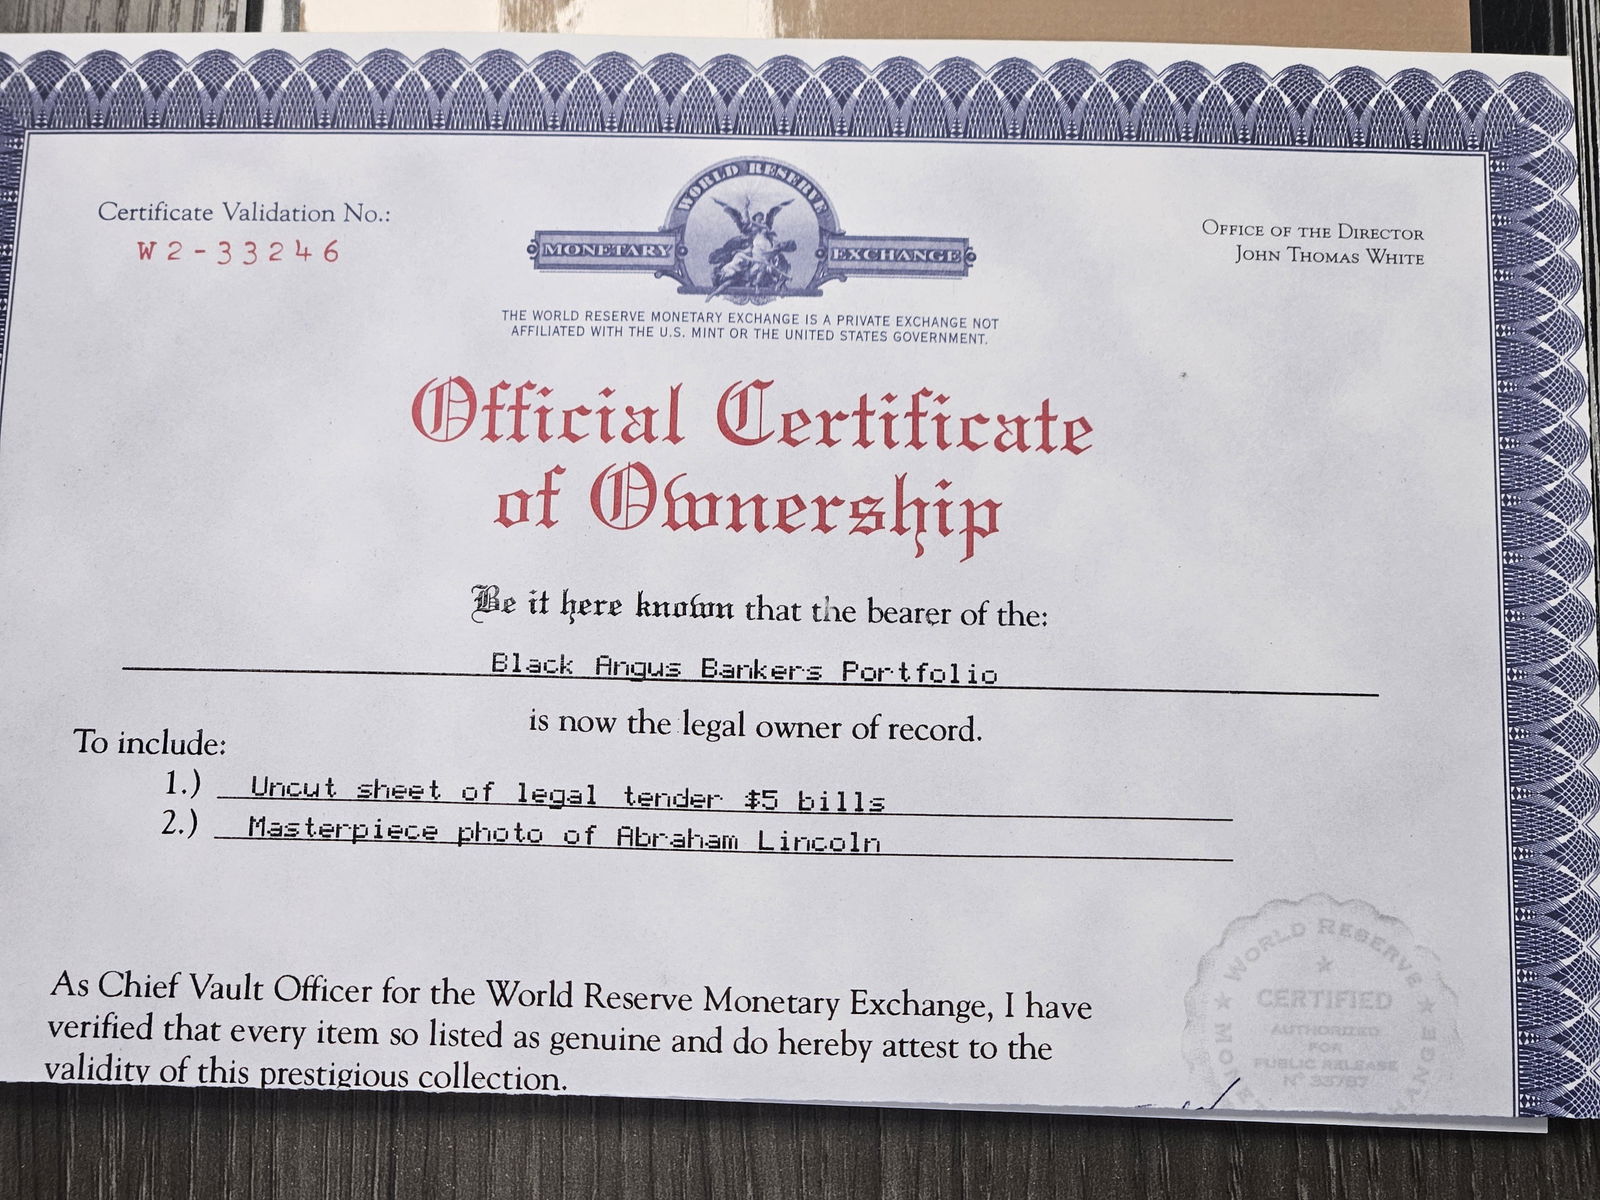 Certificate Validation No.:
W2-33246
WORLD RESERVE
MONETARY EXCHANGE
OFFICE OF THE DIRECTOR
JOHN THOMAS WHITE
THE WORLD RESERVE MONETARY EXCHANGE IS A PRIVATE EXCHANGE NOT
AFFILIATED WITH THE U.S. MINT OR THE UNITED STATES GOVERNMENT.
Official Certificate
of Ownership
Be it here known that the bearer of the:
Black Angus Bankers Portfolio
is now the legal owner of record.
To include:
1.) Uncut sheet of legal tender $5 bills
2.) Masterpiece photo of Abraham Lincoln
As Chief Vault Officer for the World Reserve Monetary Exchange, I have
verified that every item so listed as genuine and do hereby attest to the
validity of this prestigious collection.
WORLD RESERVE
CERTIFIED
AUTHORIZED
FOR
PUBLIC RELEASE